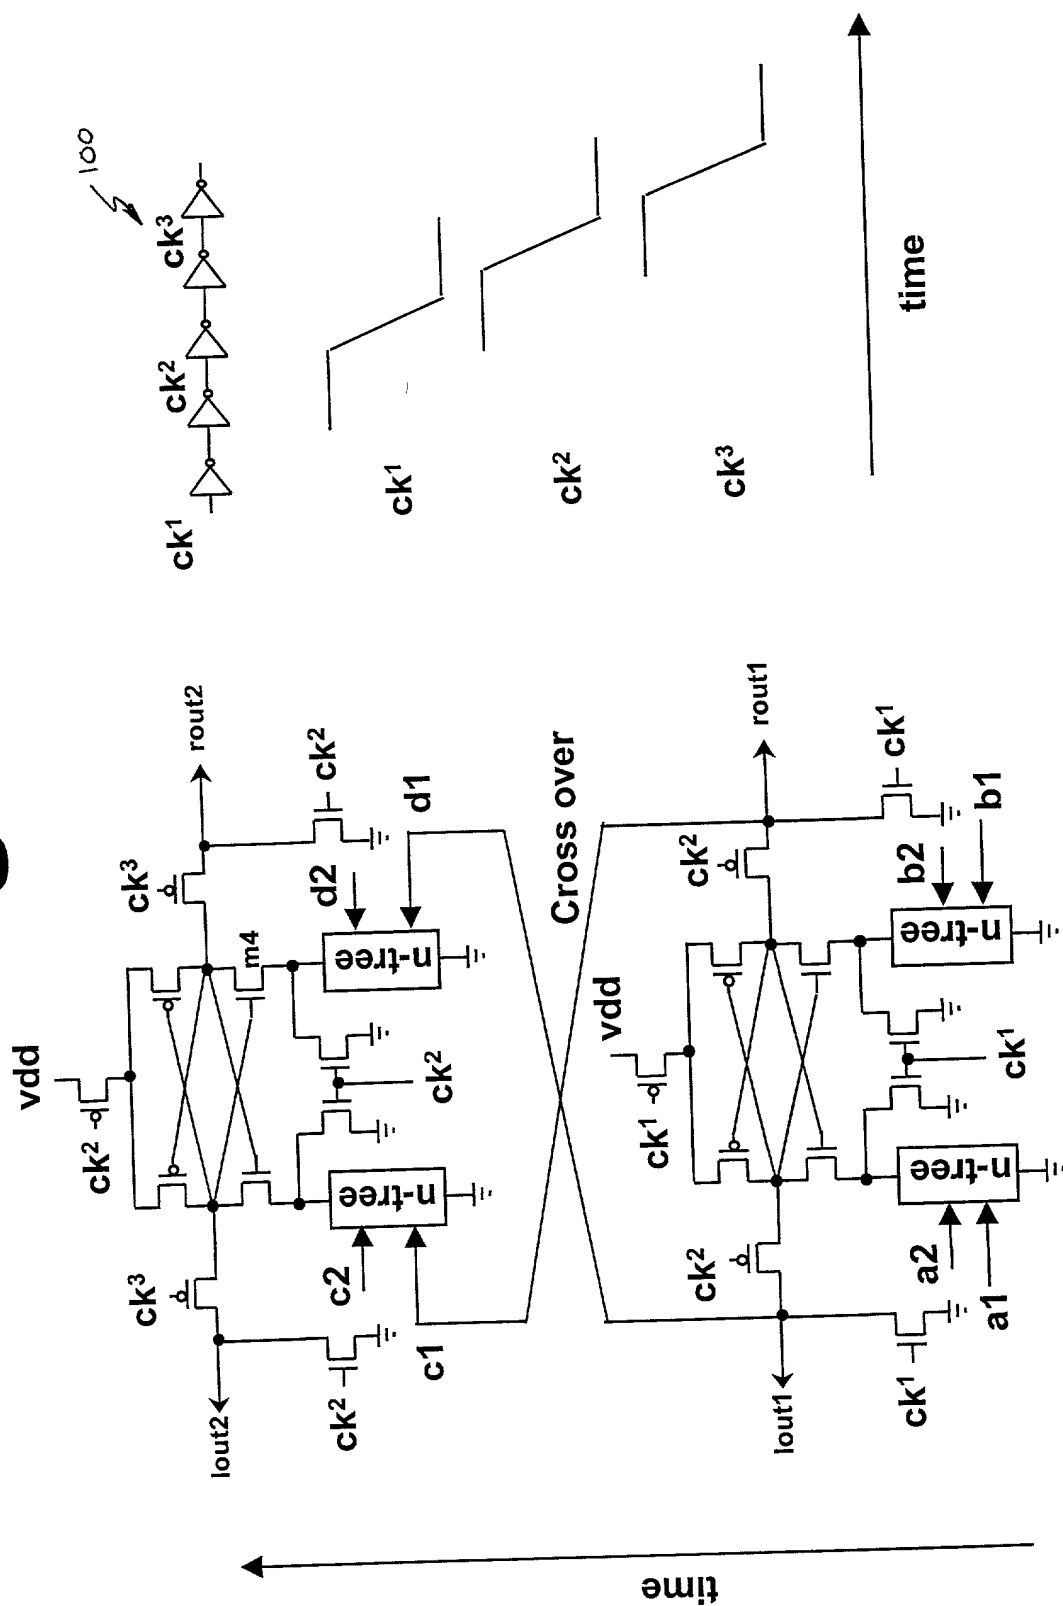 vdd
ck²
ck³
ck³
lout2
rout2
m4
c2
n-tree
n-tree
d2
ck²
ck²
ck²
c1
d1
Cross over
vdd
ck¹
ck²
ck²
lout1
rout1
a2
n-tree
n-tree
b2
ck¹
ck¹
ck¹
a1
b1
time
100
ck¹
ck²
ck³
ck¹
ck²
ck³
time